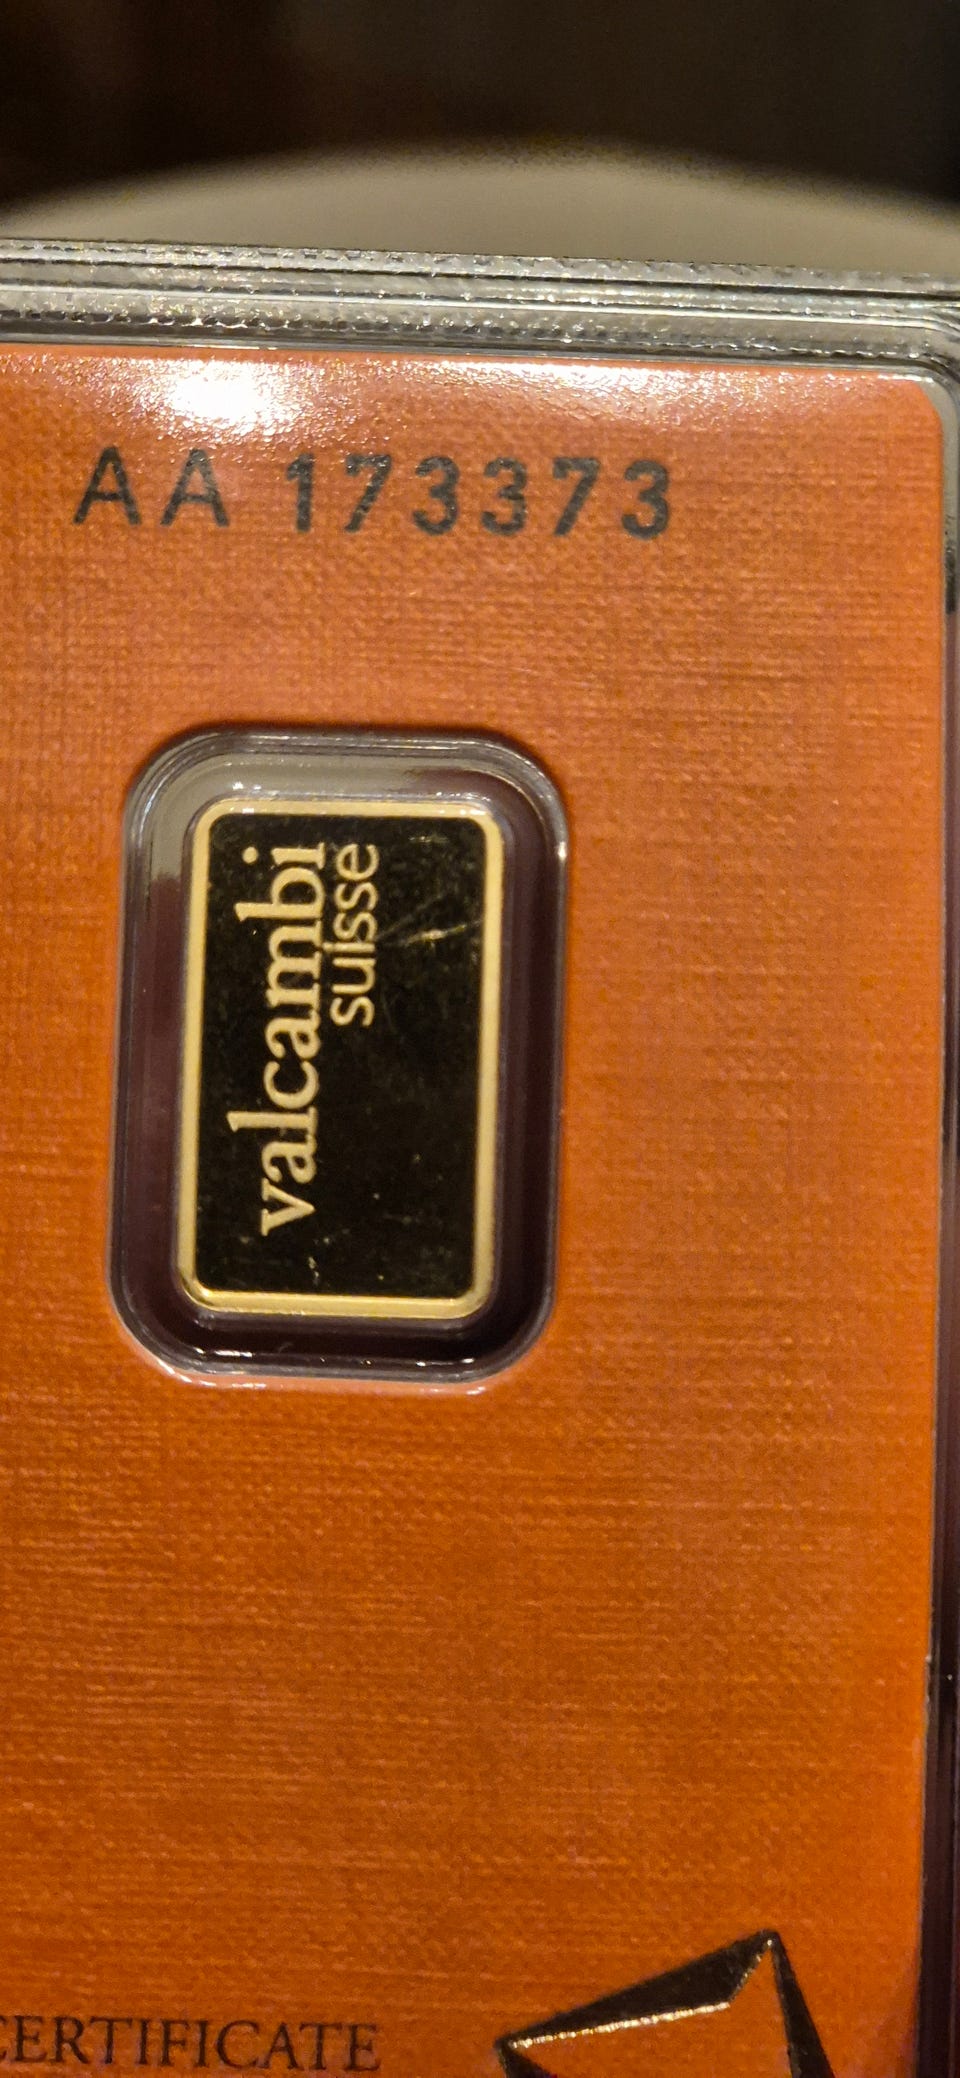 AA 173373
valcambi
suisse
CERTIFICATE